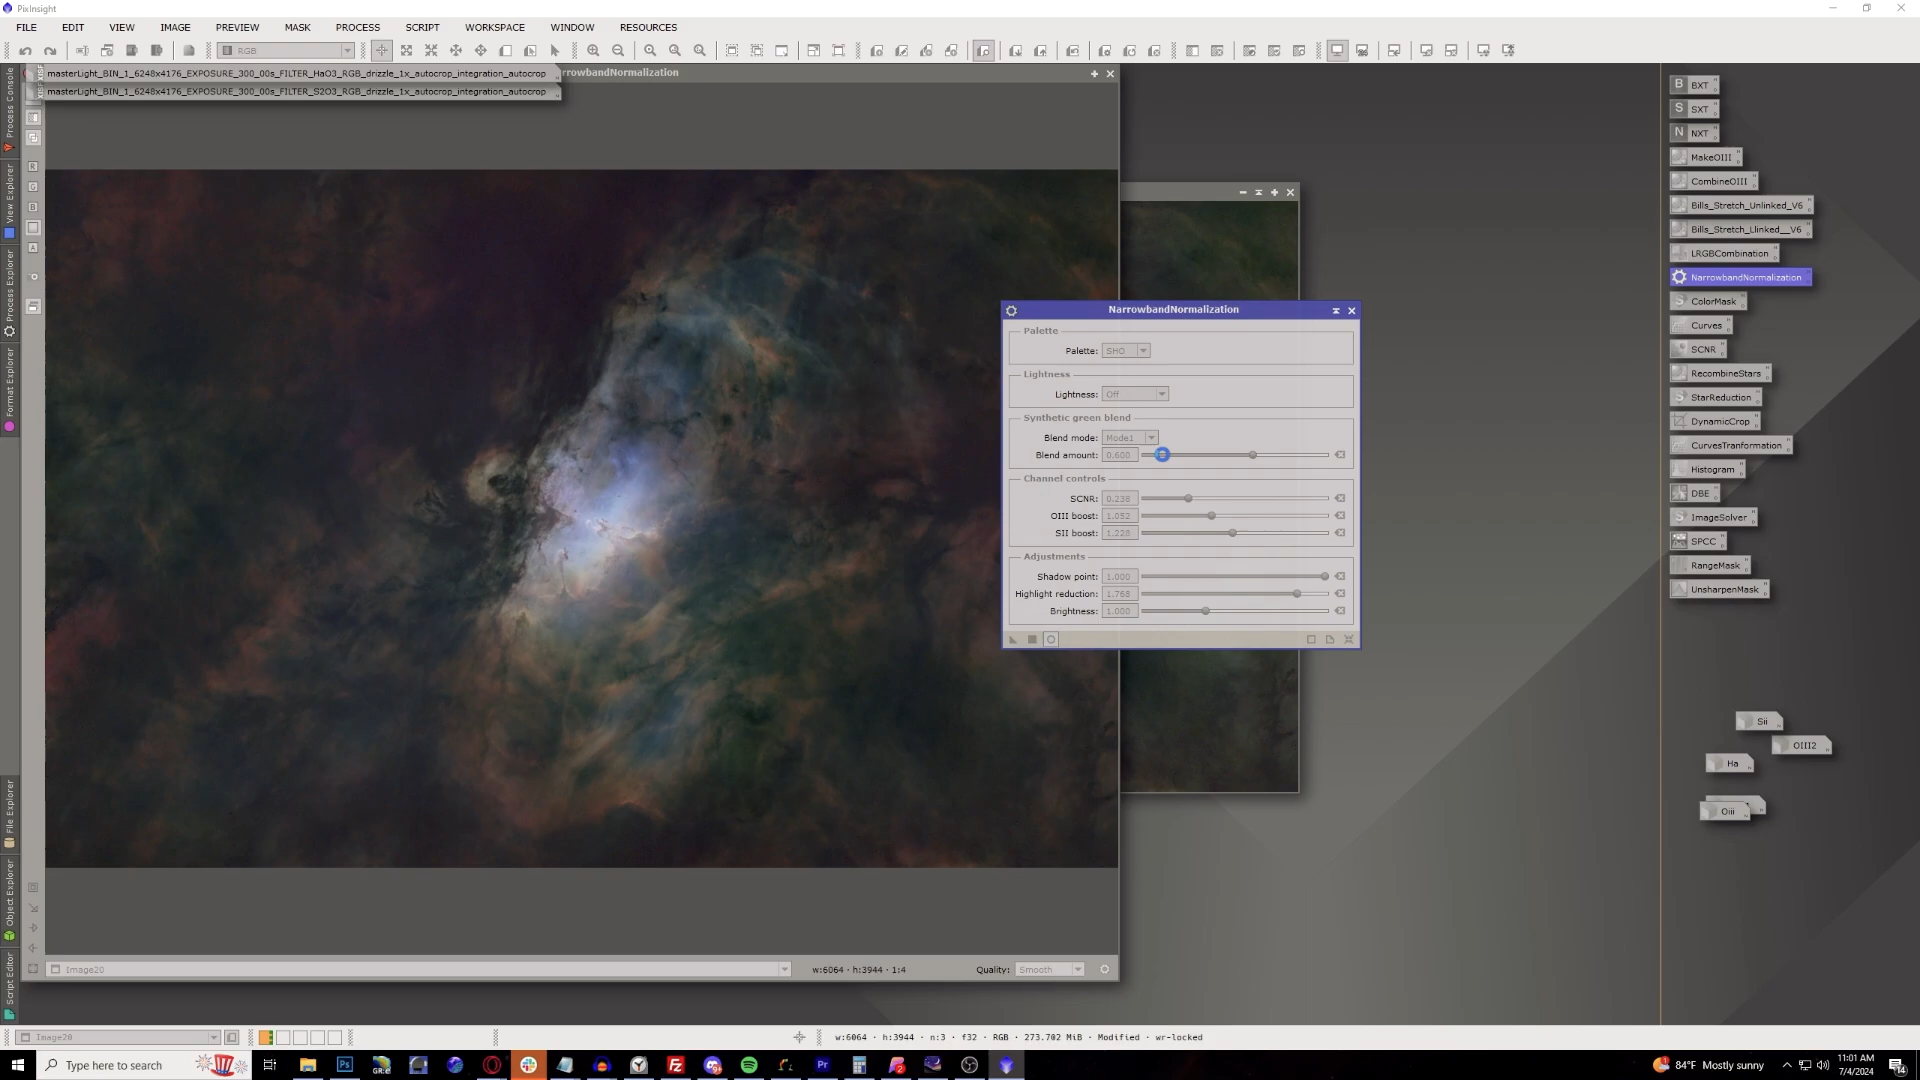 PixInsight
FILE EDIT VIEW IMAGE PROCESS PREVIEW MASK SCRIPT WORKSPACE WINDOW RESOURCES
RGB
masterLight_BIN_1_6248x4176_EXPOSURE_300_00s_FILTER_HaO3_RGB_drizzle_1x_autocrop_integration_autocrop
rrowbandNormalization
masterLight_BIN_1_6248x4176_EXPOSURE_300_00s_FILTER_S2O3_RGB_drizzle_1x_autocrop_integration_autocrop
Process Console
View Explorer
Process Explorer
Format Explorer
File Explorer
Object Explorer
Script Editor
R
G
B
A
NarrowbandNormalization
Palette
Palette: SHO
Lightness
Lightness: Off
Synthetic green blend
Blend mode: Mode1
Blend amount: 0.600
Channel controls
SCNR: 0.238
OIII boost: 1.052
SII boost: 1.228
Adjustments
Shadow point: 1.000
Highlight reduction: 1.768
Brightness: 1.000
B BXT
S SXT
N NXT
MakeOIII
CombineOIII
Bills_Stretch_Unlinked_V6
Bills_Stretch_Llinked__V6
LRGBCombination
NarrowbandNormalization
ColorMask
Curves
SCNR
RecombineStars
StarReduction
DynamicCrop
CurvesTranformation
Histogram
DBE
ImageSolver
SPCC
RangeMask
UnsharpenMask
Sii
OIII2
Ha
Oiii
Image20
w:6064 · h:3944 · 1:4
Quality: Smooth
Image20
w:6064 · h:3944 · n:3 · f32 · RGB · 273.702 MiB · Modified · wr-locked
Type here to search
84°F Mostly sunny
11:01 AM
7/4/2024